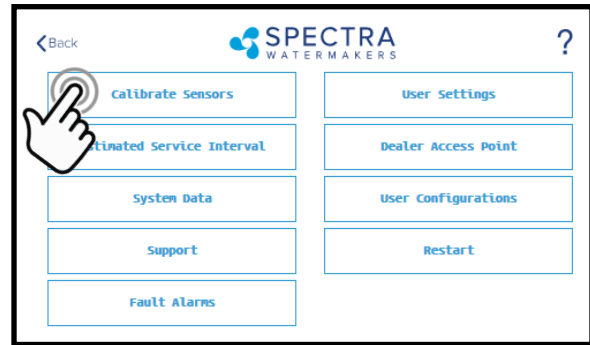 Back
SPECTRA
WATERMAKERS
?
Calibrate Sensors
User Settings
timated Service Interval
Dealer Access Point
System Data
User Configurations
Support
Restart
Fault Alarms